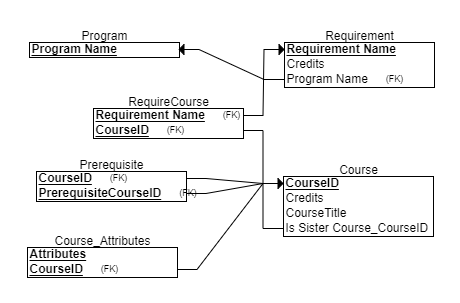 Program
Program Name
Requirement
Requirement Name
Credits
Program Name (FK)
RequireCourse
Requirement Name (FK)
CourseID (FK)
Prerequisite
CourseID (FK)
PrerequisiteCourseID (FK)
Course
CourseID
Credits
CourseTitle
Is Sister Course_CourseID
Course_Attributes
Attributes
CourseID (FK)